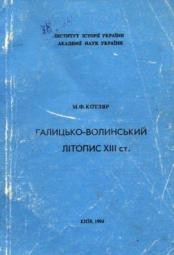 ІНСТИТУТ ІСТОРІЇ УКРАЇНИ
АКАДЕМІЇ НАУК УКРАЇНИ
М.Ф.КОТЛЯР
ГАЛИЦЬКО-ВОЛИНСЬКИЙ
ЛІТОПИС XIII ст.
КИЇВ, 1993